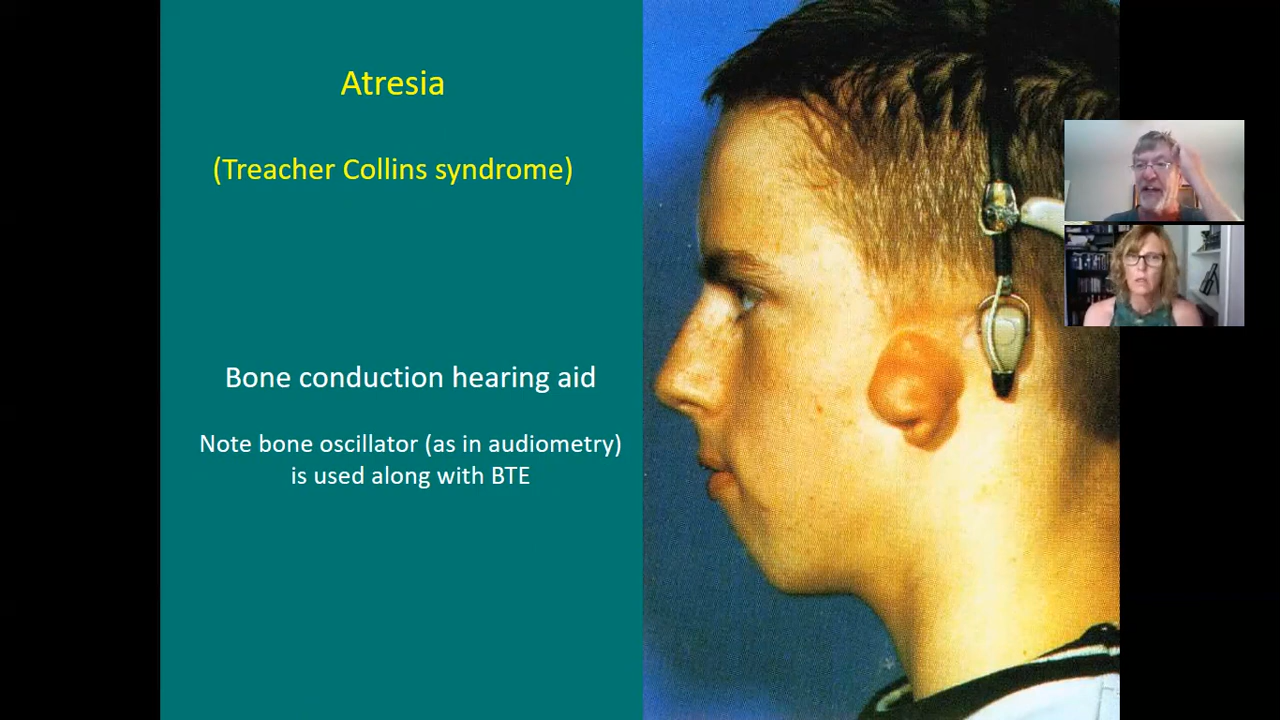 Atresia
(Treacher Collins syndrome)
Bone conduction hearing aid
Note bone oscillator (as in audiometry)
is used along with BTE